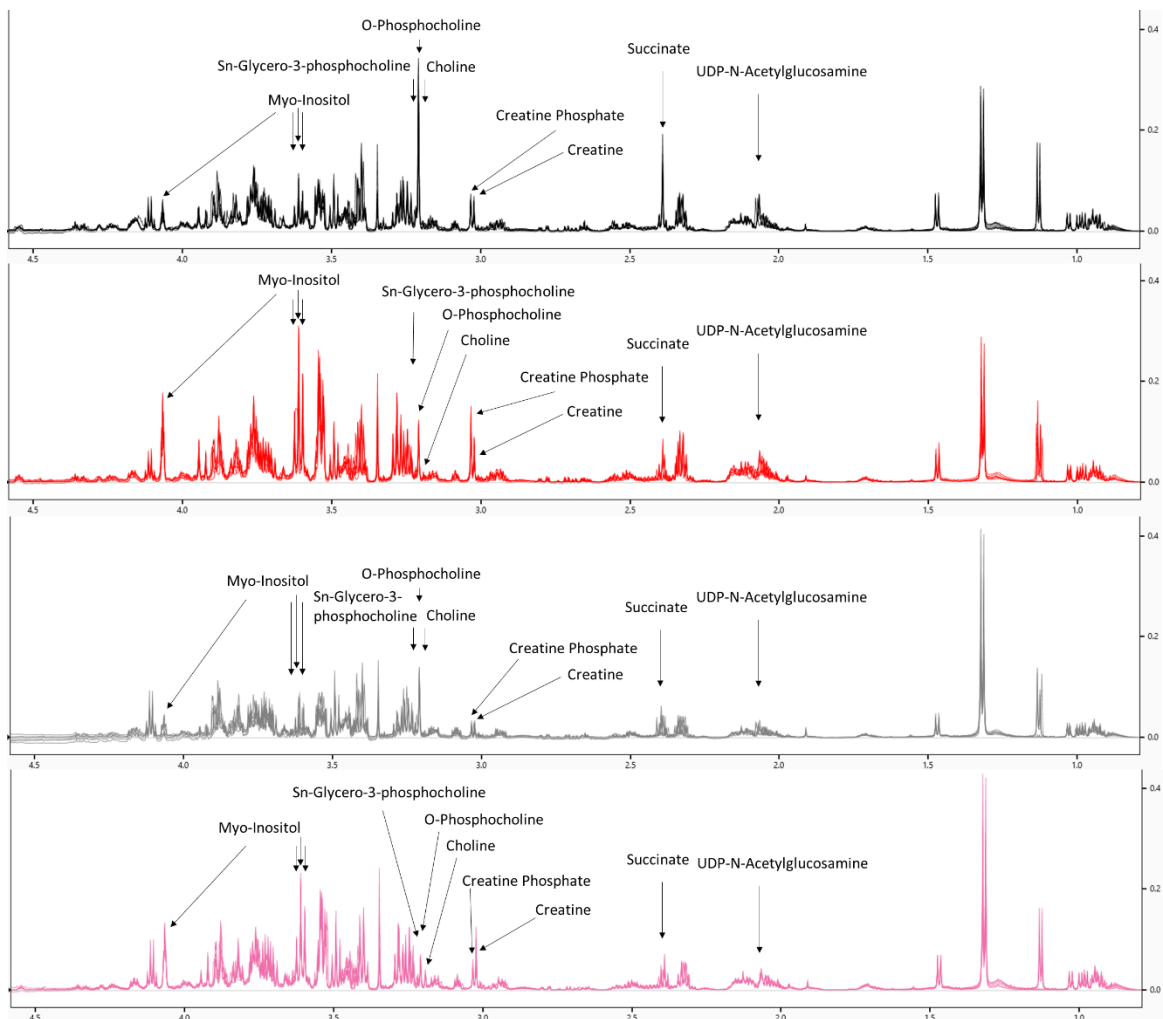 O-Phosphocholine
0.4
Succinate
Sn-Glycero-3-phosphocholine
Choline
UDP-N-Acetylglucosamine
Myo-Inositol
Creatine Phosphate
0.2
Creatine
0.0
4.5 4.0 3.5 3.0 2.5 2.0 1.5 1.0
Myo-Inositol
0.4
Sn-Glycero-3-phosphocholine
O-Phosphocholine
UDP-N-Acetylglucosamine
Choline
Succinate
Creatine Phosphate
0.2
Creatine
0.0
4.5 4.0 3.5 3.0 2.5 2.0 1.5 1.0
0.4
O-Phosphocholine
Myo-Inositol
Sn-Glycero-3-
phosphocholine
Choline
Succinate
UDP-N-Acetylglucosamine
Creatine Phosphate
0.2
Creatine
0.0
4.5 4.0 3.5 3.0 2.5 2.0 1.5 1.0
Sn-Glycero-3-phosphocholine
0.4
O-Phosphocholine
Myo-Inositol
Choline
Succinate
UDP-N-Acetylglucosamine
Creatine Phosphate
0.2
Creatine
0.0
4.5 4.0 3.5 3.0 2.5 2.0 1.5 1.0